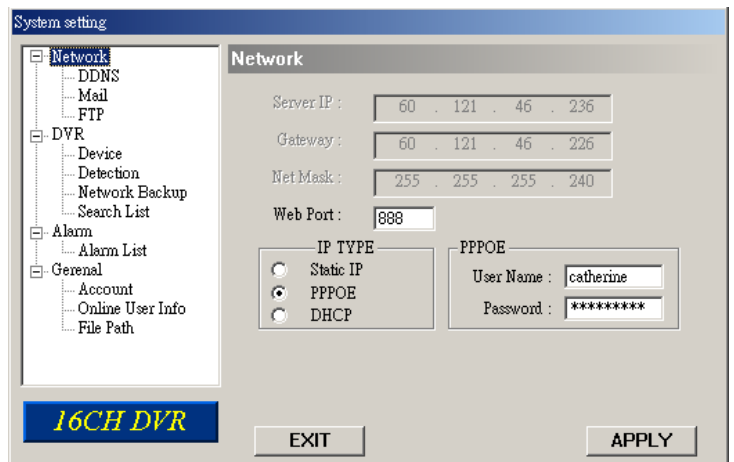 System setting
Network
DDNS
Mail
FTP
DVR
Device
Detection
Network Backup
Search List
Alarm
Alarm List
Gerenal
Account
Online User Info
File Path
16CH DVR
Network
Server IP : 60 . 121 . 46 . 236
Gateway : 60 . 121 . 46 . 226
Net Mask : 255 . 255 . 255 . 240
Web Port : 888
IP TYPE
Static IP
PPPOE
DHCP
PPPOE
User Name : catherine
Password : *********
EXIT
APPLY